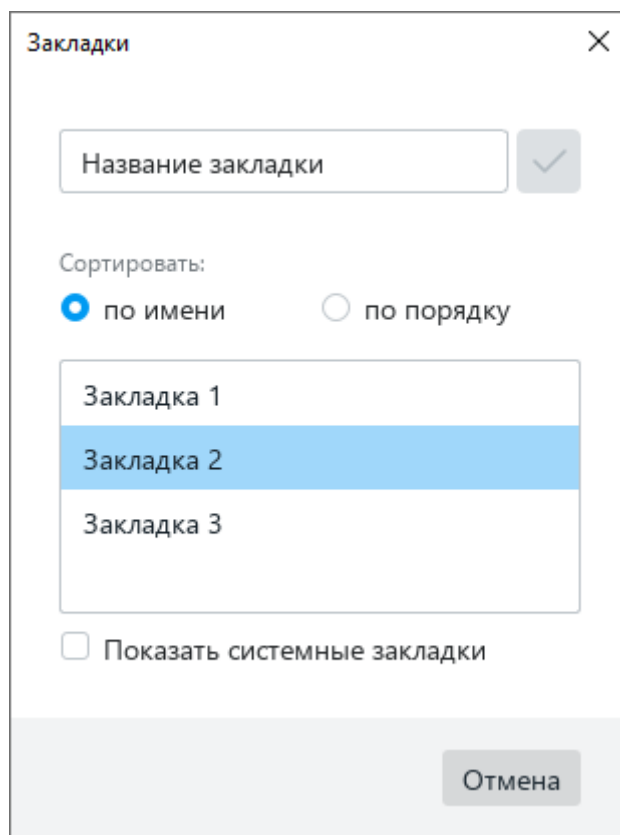 Закладки
Название закладки
Сортировать:
по имени по порядку
Закладка 1
Закладка 2
Закладка 3
Показать системные закладки
Отмена